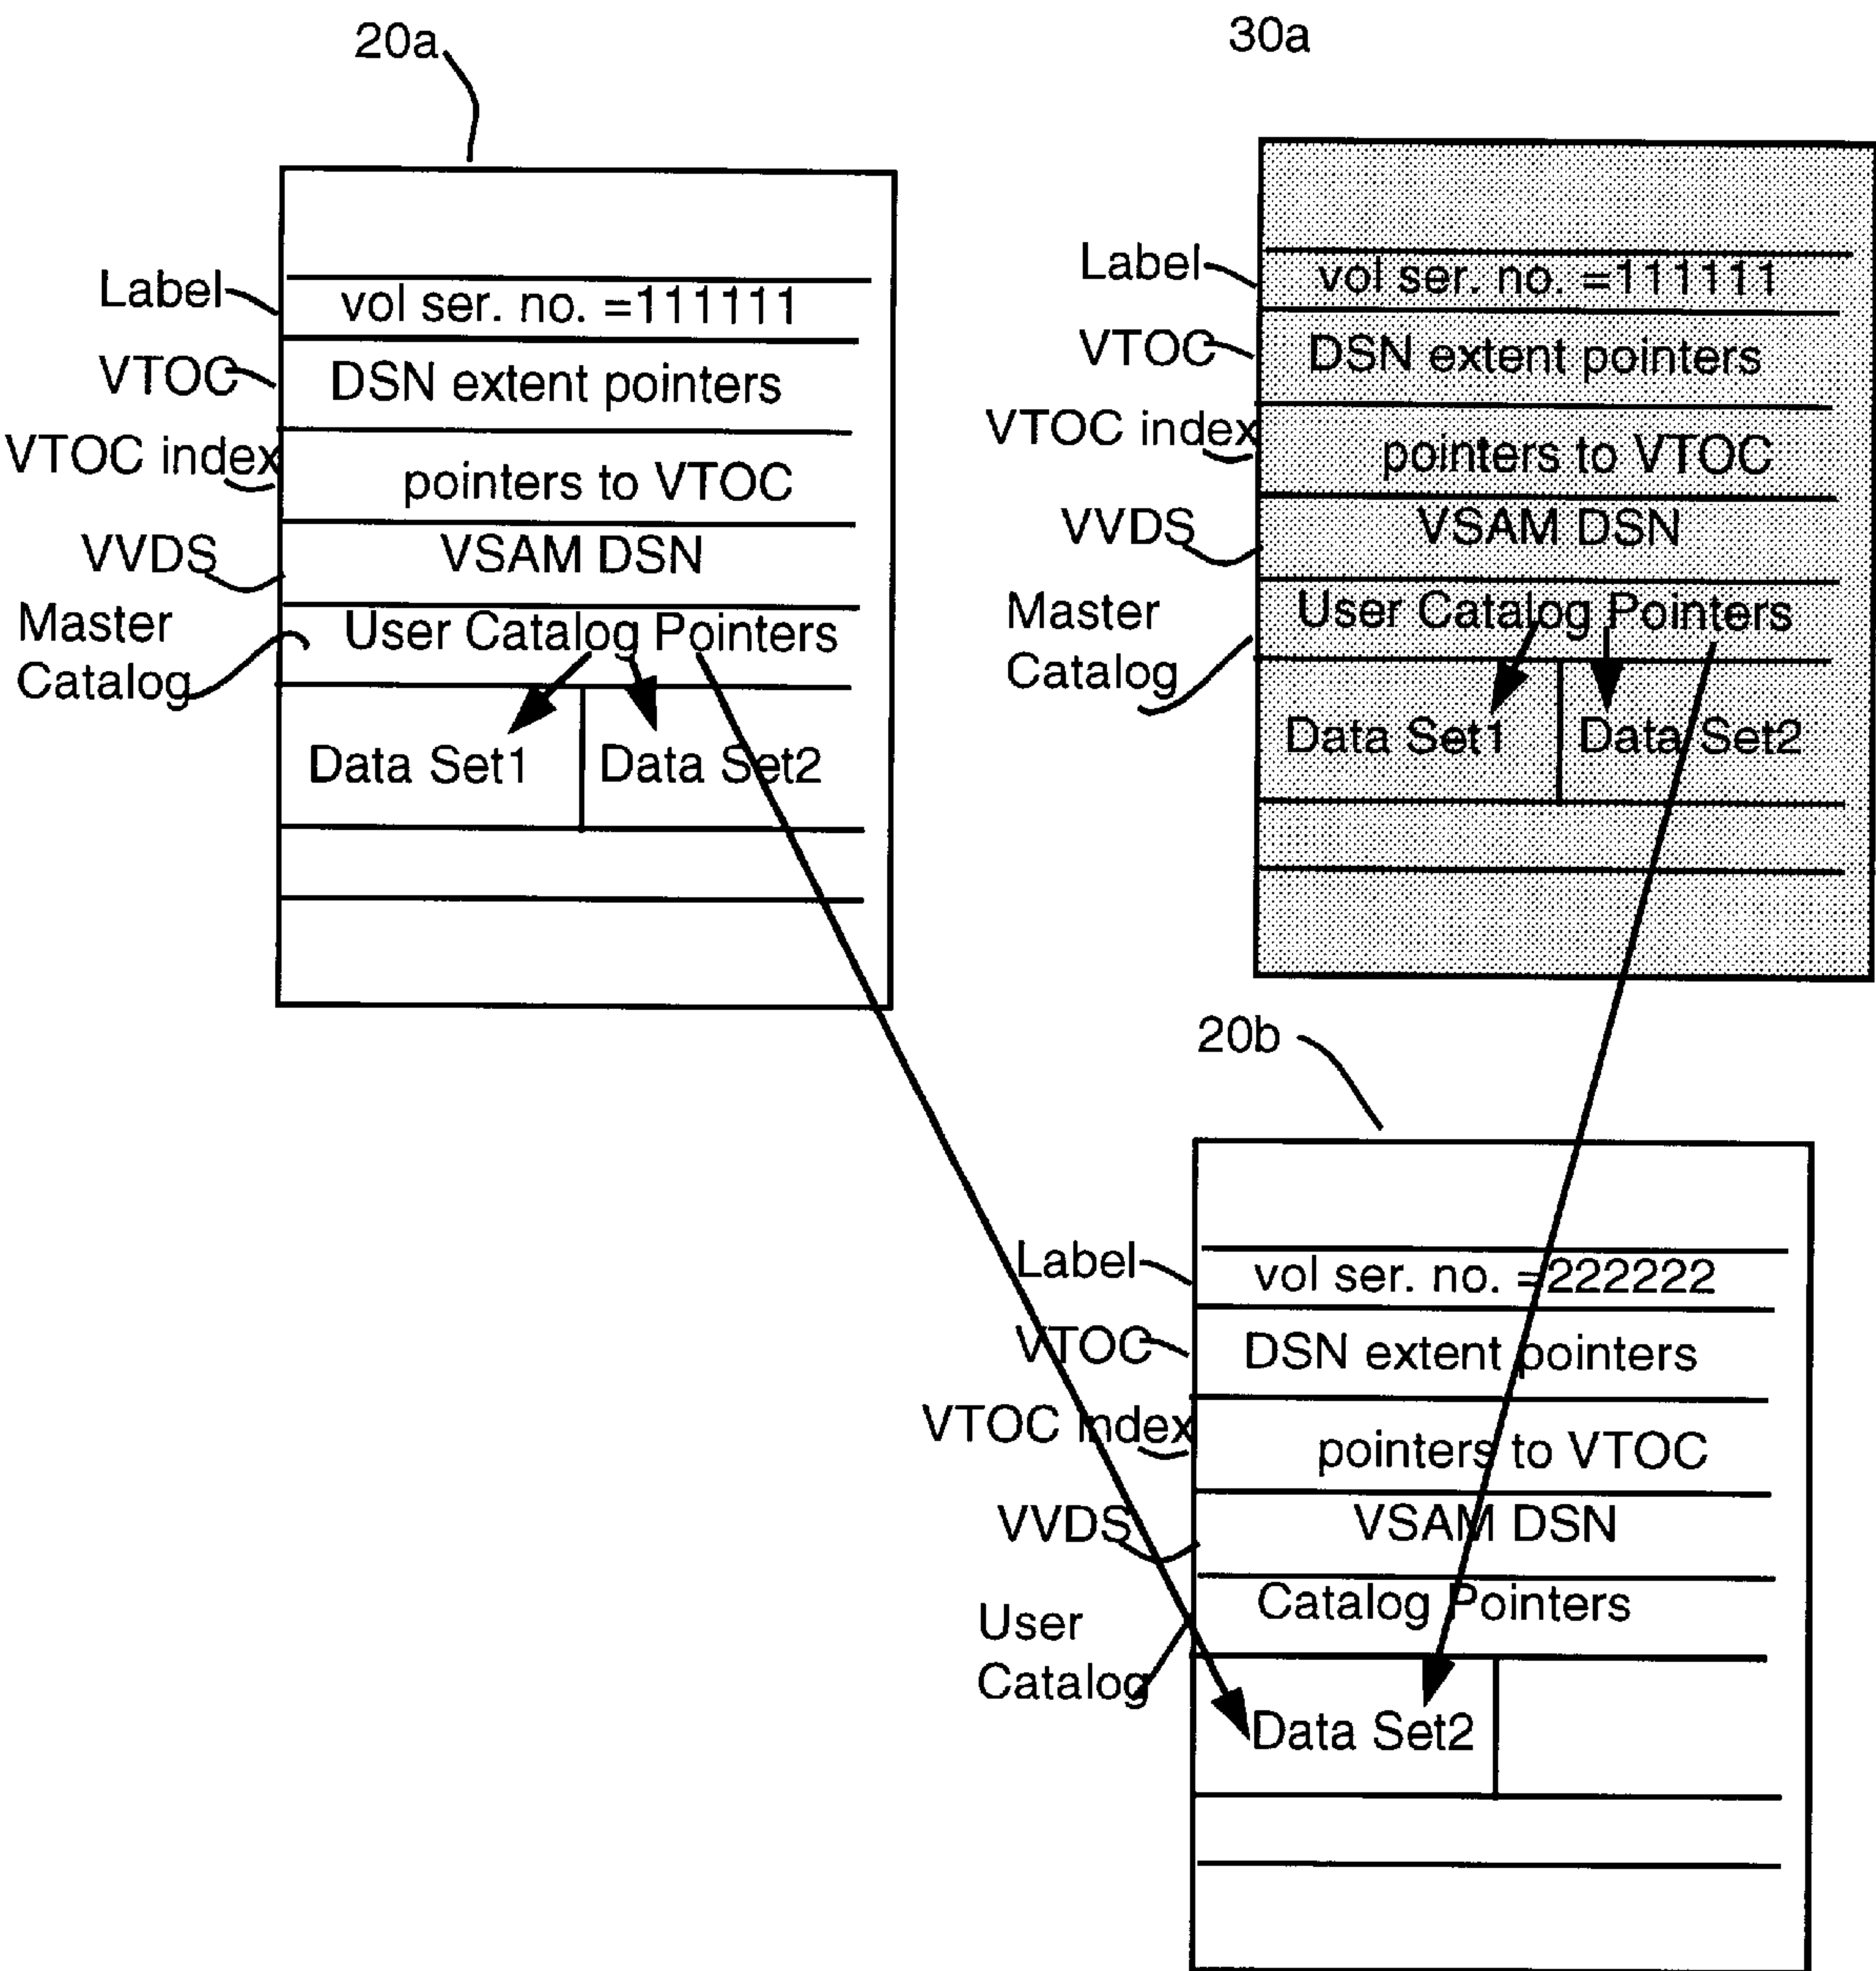 20a
Label
vol ser. no. =111111
VTOC
DSN extent pointers
VTOC index
pointers to VTOC
VVDS
VSAM DSN
Master
Catalog
User Catalog Pointers
Data Set1
Data Set2
30a
Label
vol ser. no. =111111
VTOC
DSN extent pointers
VTOC index
pointers to VTOC
VVDS
VSAM DSN
Master
Catalog
User Catalog Pointers
Data Set1
Data Set2
20b
Label
vol ser. no. =222222
VTOC
DSN extent pointers
VTOC Index
pointers to VTOC
VVDS
VSAM DSN
User
Catalog
Catalog Pointers
Data Set2